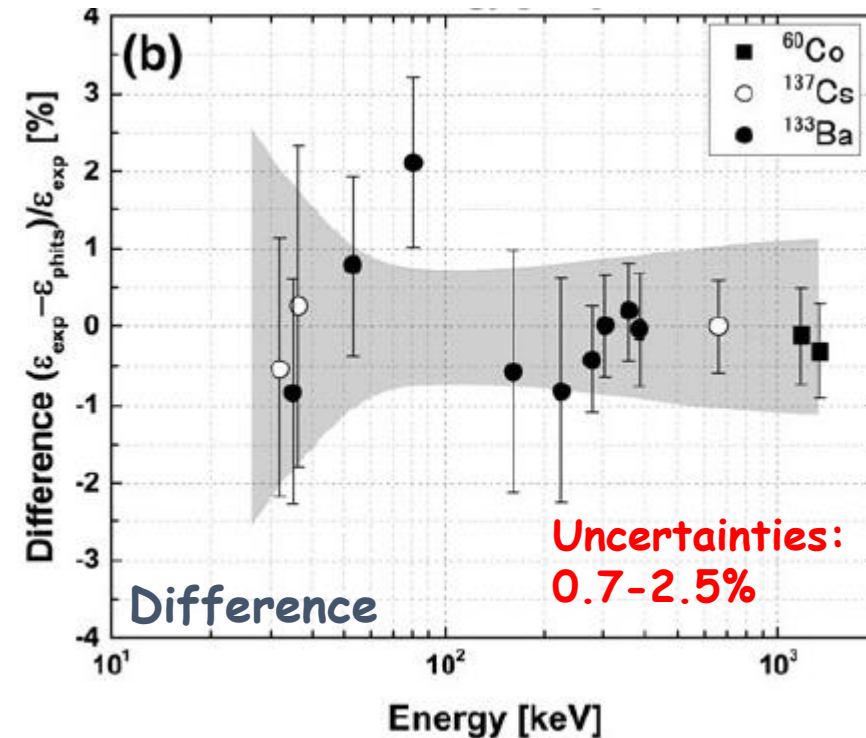 (b)
60Co
137Cs
133Ba
Difference (εexp−εphits)/εexp [%]
4
3
2
1
0
-1
-2
-3
-4
Uncertainties:
0.7-2.5%
Difference
10¹
10²
10³
Energy [keV]